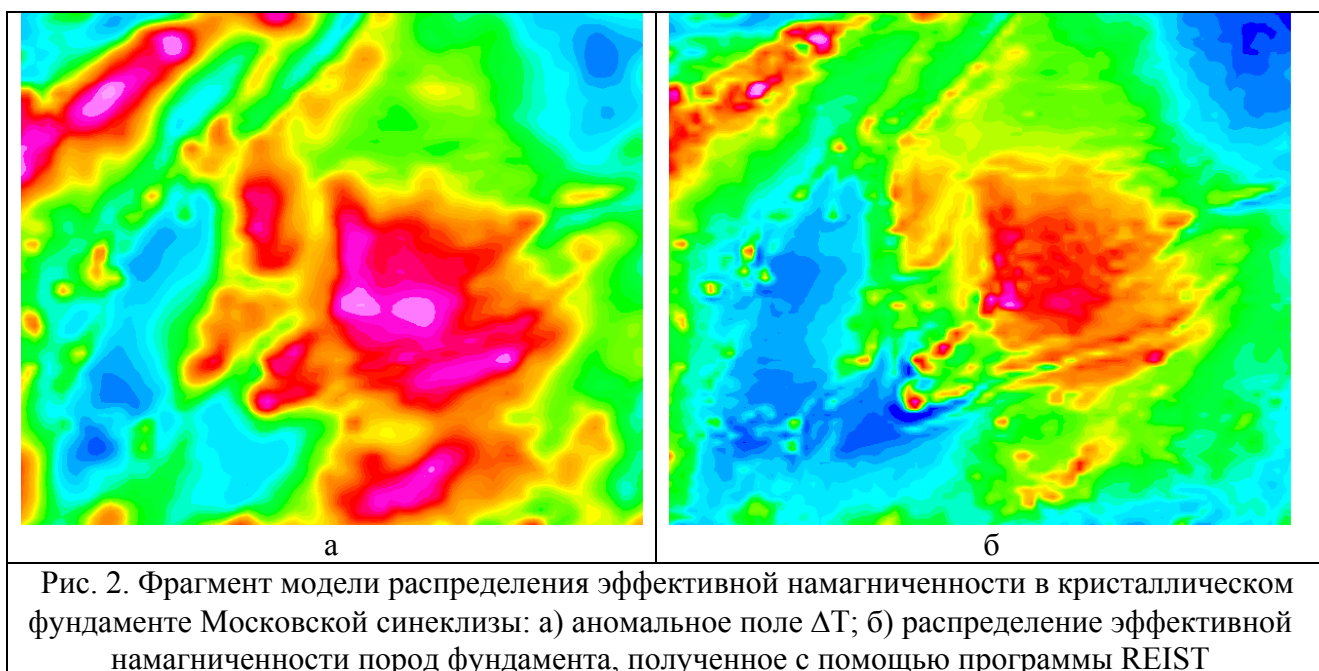 а
б
Рис. 2. Фрагмент модели распределения эффективной намагниченности в кристаллическом
фундаменте Московской синеклизы: а) аномальное поле ΔТ; б) распределение эффективной
намагниченности пород фундамента, полученное с помощью программы REIST